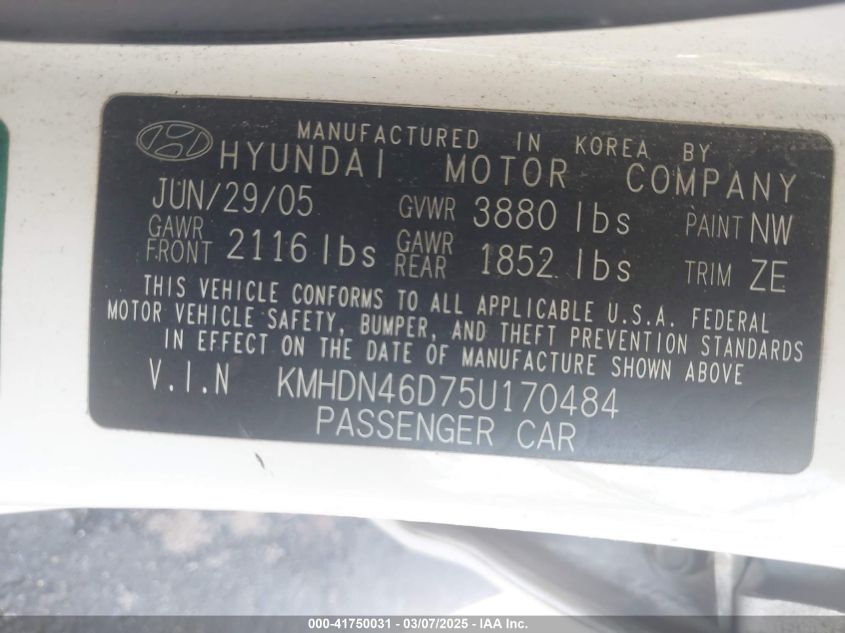 MANUFACTURED IN KOREA BY
HYUNDAI MOTOR COMPANY
JUN/29/05 GVWR 3880 lbs PAINT NW
GAWR FRONT 2116 lbs GAWR REAR 1852 lbs TRIM ZE
THIS VEHICLE CONFORMS TO ALL APPLICABLE U.S.A. FEDERAL
MOTOR VEHICLE SAFETY, BUMPER, AND THEFT PREVENTION STANDARDS
IN EFFECT ON THE DATE OF MANUFACTURE SHOWN ABOVE
V.I.N KMHDN46D75U170484
PASSENGER CAR
000-41750031 - 03/07/2025 - IAA Inc.